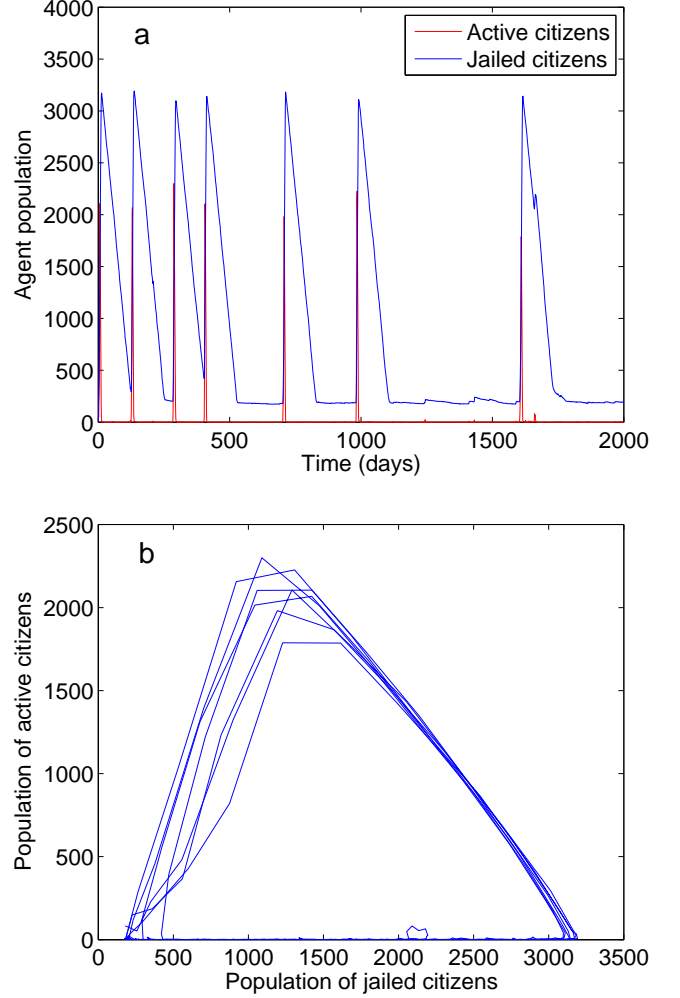 a
Active citizens
Jailed citizens
Agent population
4000
3500
3000
2500
2000
1500
1000
500
0
0 500 1000 1500 2000
Time (days)
b
Population of active citizens
2500
2000
1500
1000
500
0
0 500 1000 1500 2000 2500 3000 3500
Population of jailed citizens